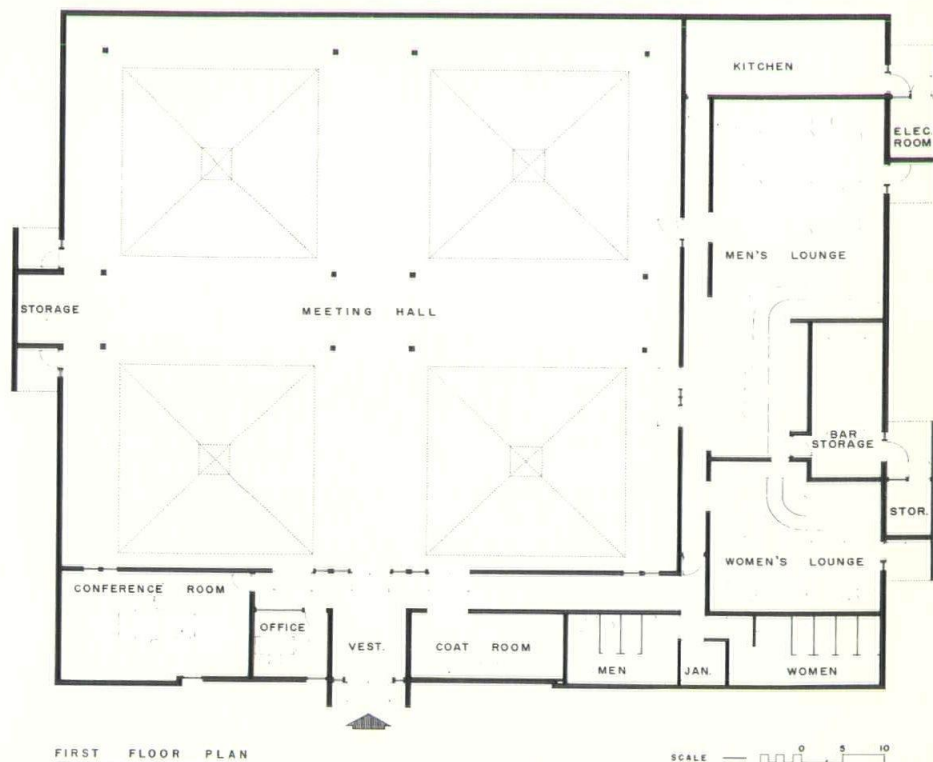 KITCHEN
ELEC.
ROOM
MEN'S LOUNGE
STORAGE
MEETING HALL
BAR
STORAGE
STOR.
WOMEN'S LOUNGE
CONFERENCE ROOM
OFFICE
VEST.
COAT ROOM
MEN
JAN.
WOMEN
FIRST FLOOR PLAN
SCALE
0 5 10